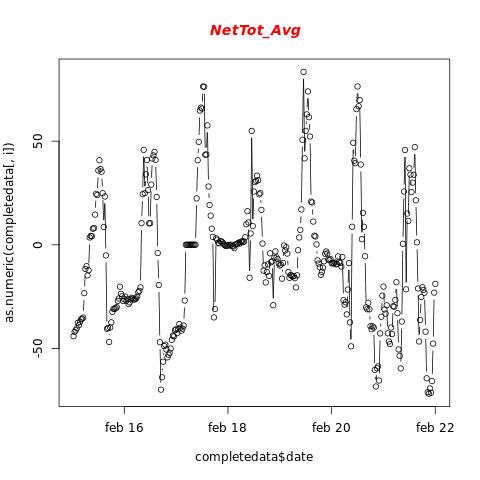 NetTot_Avg
as.numeric(completedata[, i])
50
0
-50
feb 16
feb 18
feb 20
feb 22
completedata$date